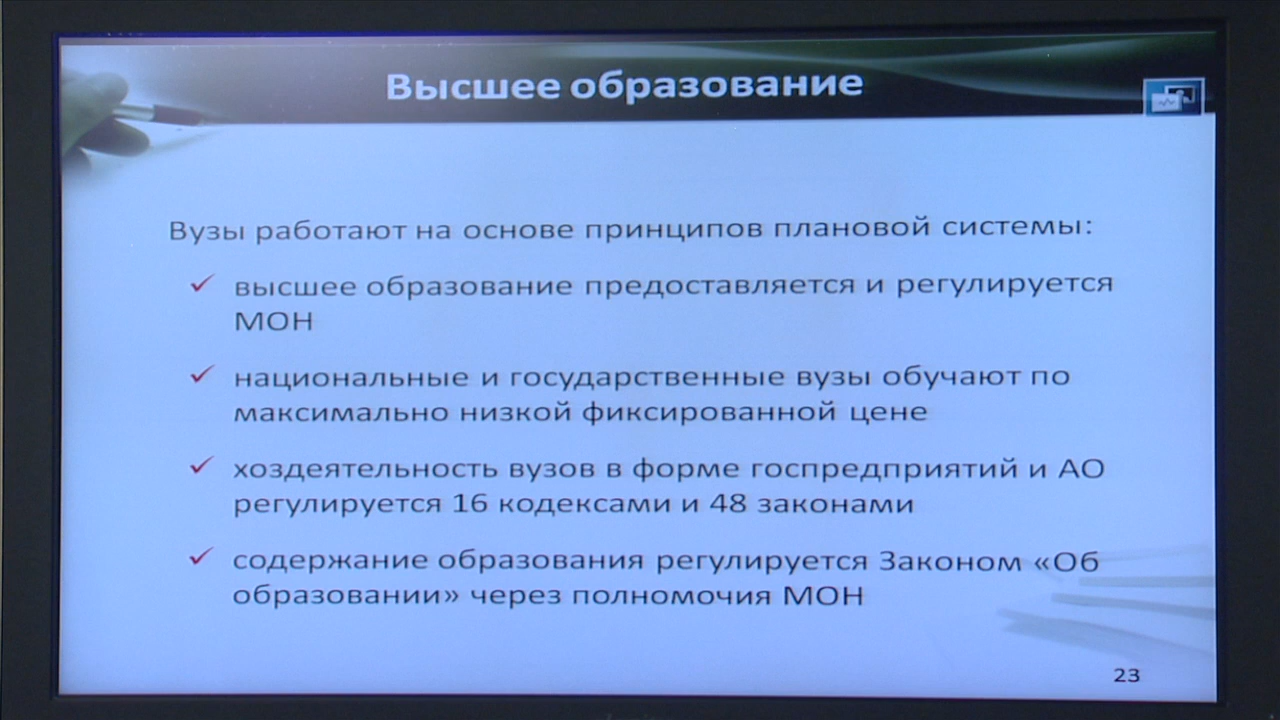 Высшее образование
Вузы работают на основе принципов плановой системы:
высшее образование предоставляется и регулируется
МОН
национальные и государственные вузы обучают по
максимально низкой фиксированной цене
хоздеятельность вузов в форме госпредприятий и АО
регулируется 16 кодексами и 48 законами
содержание образования регулируется Законом «Об
образовании» через полномочия МОН
23